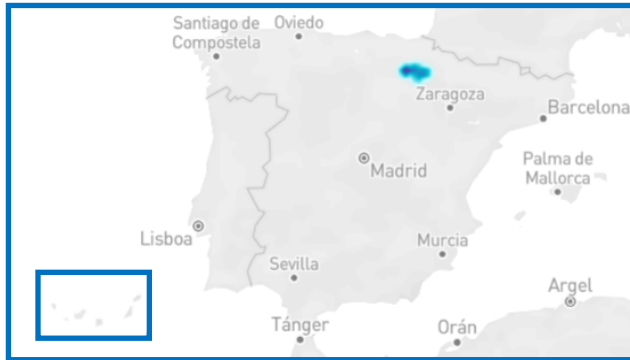 Santiago de
Compostela
Oviedo
Zaragoza
Barcelona
Madrid
Palma de
Mallorca
Lisboa
Murcia
Sevilla
Argel
Tánger
Orán